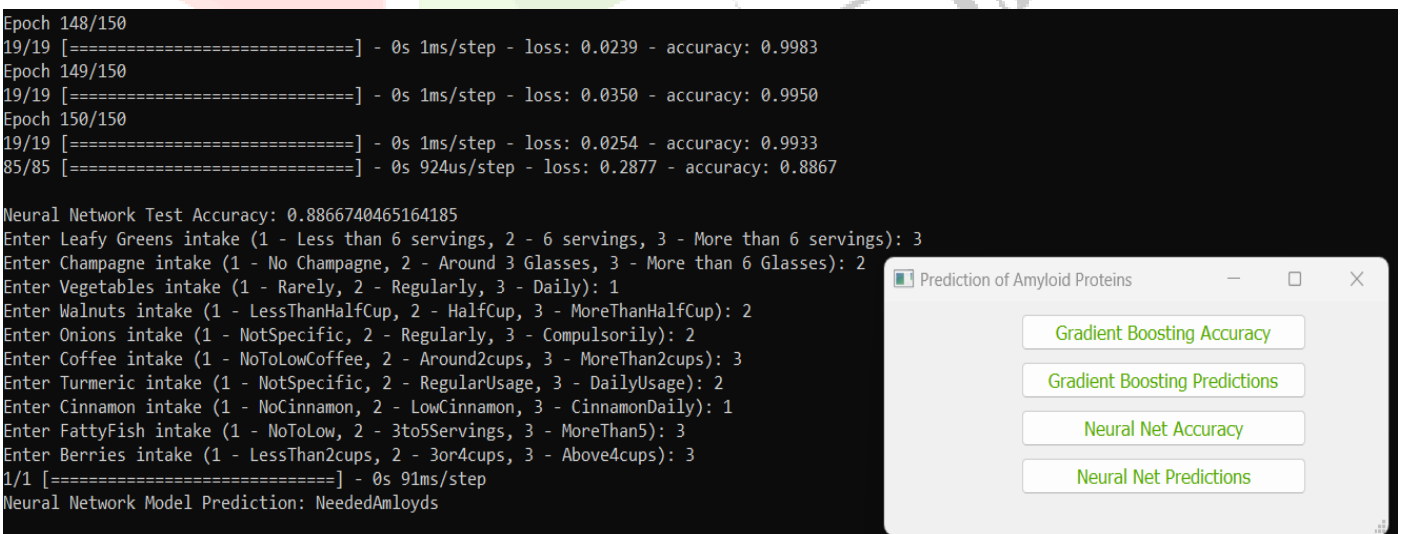 Epoch 148/150
19/19 [==============================] - 0s 1ms/step - loss: 0.0239 - accuracy: 0.9983
Epoch 149/150
19/19 [==============================] - 0s 1ms/step - loss: 0.0350 - accuracy: 0.9950
Epoch 150/150
19/19 [==============================] - 0s 1ms/step - loss: 0.0254 - accuracy: 0.9933
85/85 [==============================] - 0s 924us/step - loss: 0.2877 - accuracy: 0.8867
Neural Network Test Accuracy: 0.8866740465164185
Enter Leafy Greens intake (1 - Less than 6 servings, 2 - 6 servings, 3 - More than 6 servings): 3
Enter Champagne intake (1 - No Champagne, 2 - Around 3 Glasses, 3 - More than 6 Glasses): 2
Enter Vegetables intake (1 - Rarely, 2 - Regularly, 3 - Daily): 1
Enter Walnuts intake (1 - LessThanHalfCup, 2 - HalfCup, 3 - MoreThanHalfCup): 2
Enter Onions intake (1 - NotSpecific, 2 - Regularly, 3 - Compulsorily): 2
Enter Coffee intake (1 - NoToLowCoffee, 2 - Around2cups, 3 - MoreThan2cups): 3
Enter Turmeric intake (1 - NotSpecific, 2 - RegularUsage, 3 - DailyUsage): 2
Enter Cinnamon intake (1 - NoCinnamon, 2 - LowCinnamon, 3 - CinnamonDaily): 1
Enter FattyFish intake (1 - NoToLow, 2 - 3to5Servings, 3 - MoreThan5): 3
Enter Berries intake (1 - LessThan2cups, 2 - 3or4cups, 3 - Above4cups): 3
1/1 [==============================] - 0s 91ms/step
Neural Network Model Prediction: NeededAmloyds
Prediction of Amyloid Proteins
Gradient Boosting Accuracy
Gradient Boosting Predictions
Neural Net Accuracy
Neural Net Predictions